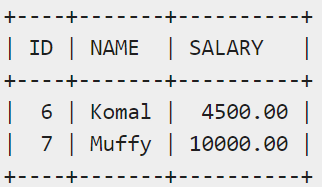 +----+-------+----------+
| ID | NAME  | SALARY   |
+----+-------+----------+
|  6 | Komal |  4500.00 |
|  7 | Muffy | 10000.00 |
+----+-------+----------+